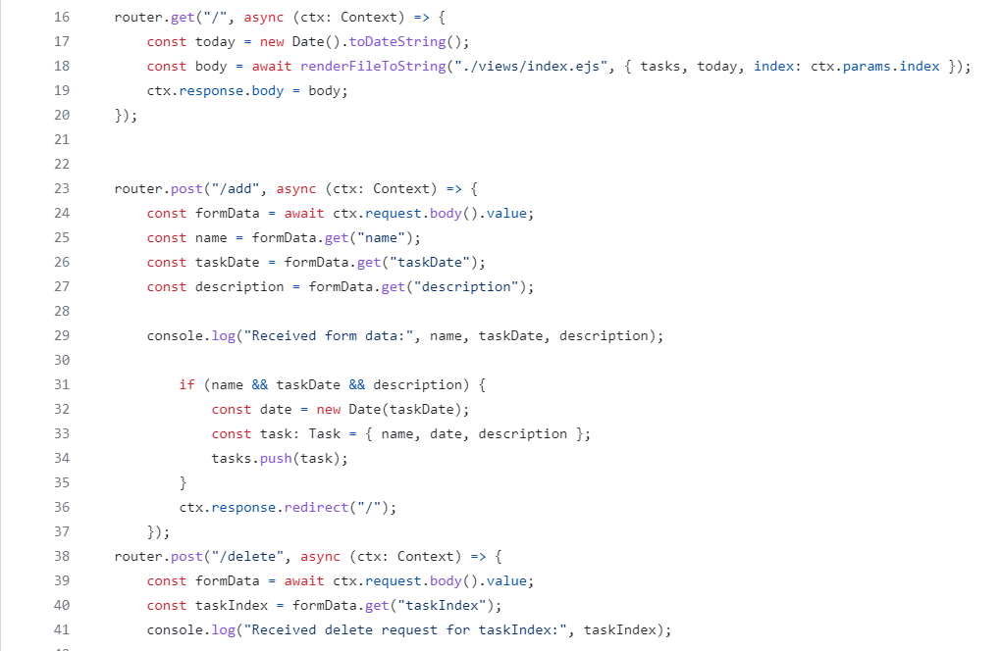 16 router.get("/", async (ctx: Context) => {
17 const today = new Date().toDateString();
18 const body = await renderFileToString("./views/index.ejs", { tasks, today, index: ctx.params.index });
19 ctx.response.body = body;
20 });
21
22
23 router.post("/add", async (ctx: Context) => {
24 const formData = await ctx.request.body().value;
25 const name = formData.get("name");
26 const taskDate = formData.get("taskDate");
27 const description = formData.get("description");
28
29 console.log("Received form data:", name, taskDate, description);
30
31 if (name && taskDate && description) {
32 const date = new Date(taskDate);
33 const task: Task = { name, date, description };
34 tasks.push(task);
35 }
36 ctx.response.redirect("/");
37 });
38 router.post("/delete", async (ctx: Context) => {
39 const formData = await ctx.request.body().value;
40 const taskIndex = formData.get("taskIndex");
41 console.log("Received delete request for taskIndex:", taskIndex);